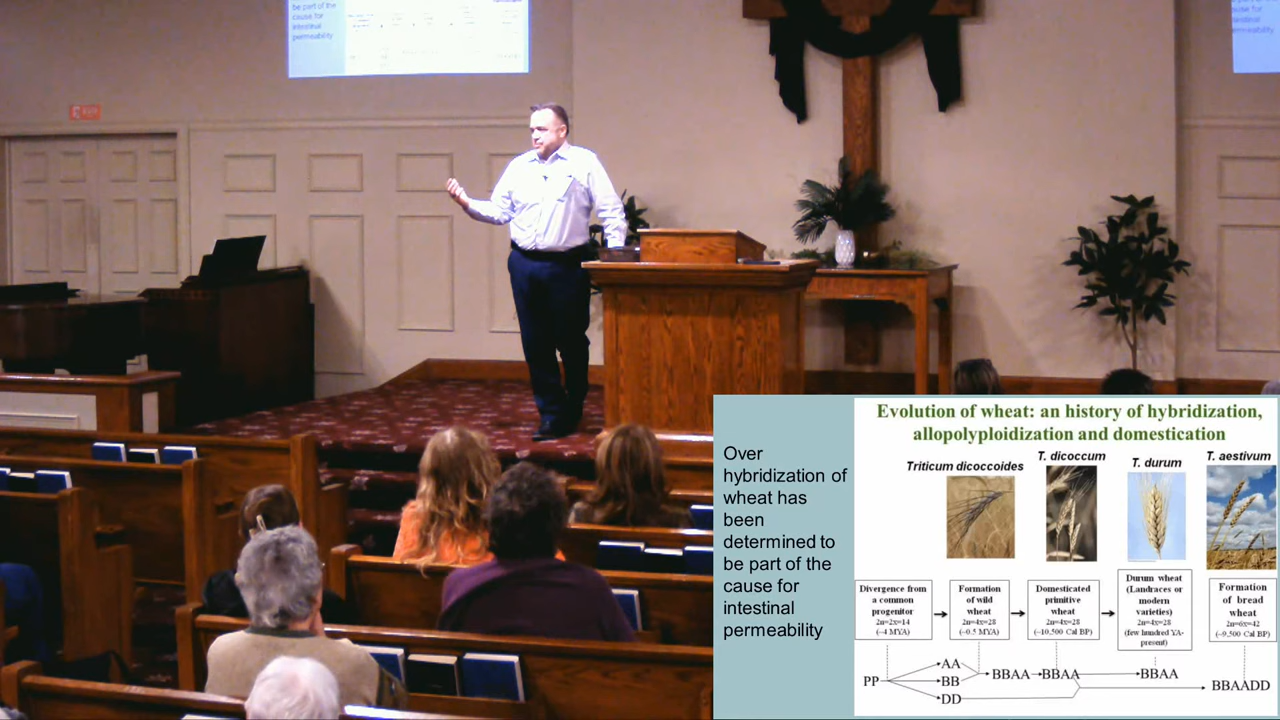 be part of the
cause for
intestinal
permeability
EXIT
Over
hybridization of
wheat has
been
determined to
be part of the
cause for
intestinal
permeability
Evolution of wheat: an history of hybridization,
allopolyploidization and domestication
Triticum dicoccoides
T. dicoccum
T. durum
T. aestivum
Divergence from
a common
progenitor
2n=2x=14
(~4 MYA)
Formation
of wild
wheat
2n=4x=28
(~0.5 MYA)
Domesticated
primitive
wheat
2n=4x=28
(~10,500 Cal BP)
Durum wheat
(Landraces or
modern
varieties)
2n=4x=28
(few hundred YA-
present)
Formation
of bread
wheat
2n=6x=42
(~9,500 Cal BP)
PP
AA
BB
DD
BBAA
BBAA
BBAA
BBAADD